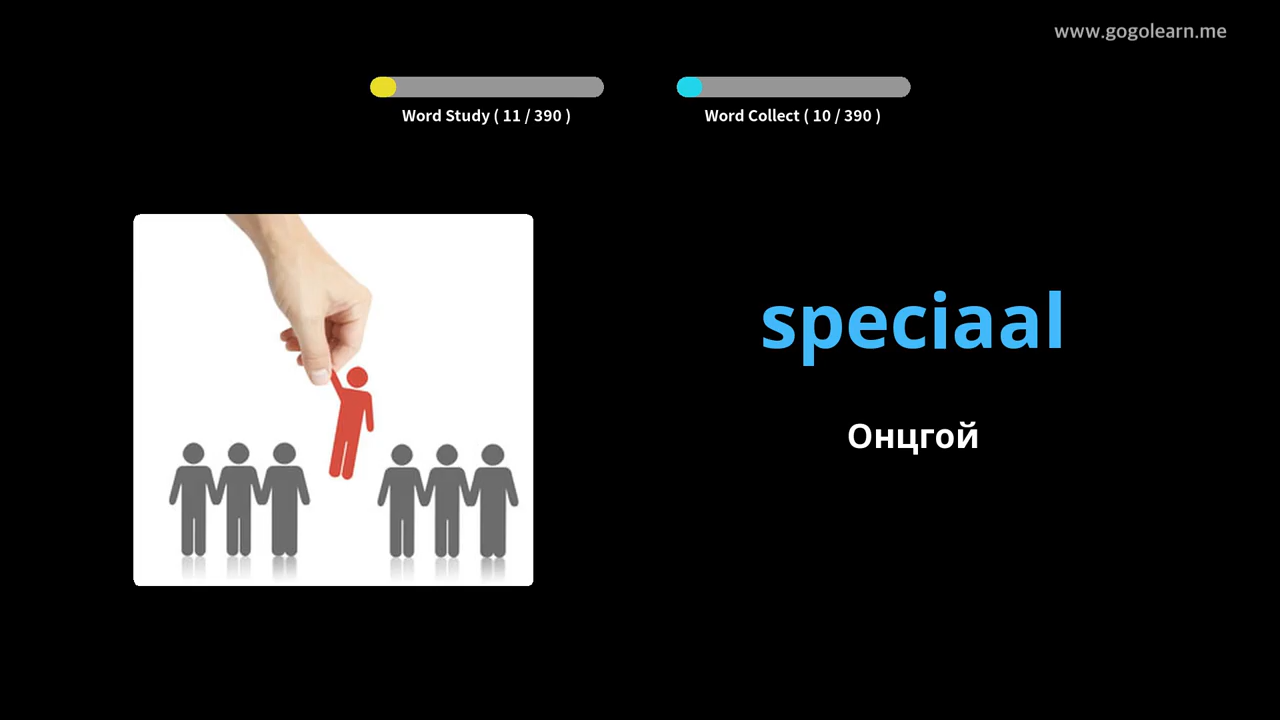 www.gogolearn.me
Word Study ( 11 / 390 )
Word Collect ( 10 / 390 )
speciaal
Онцгой